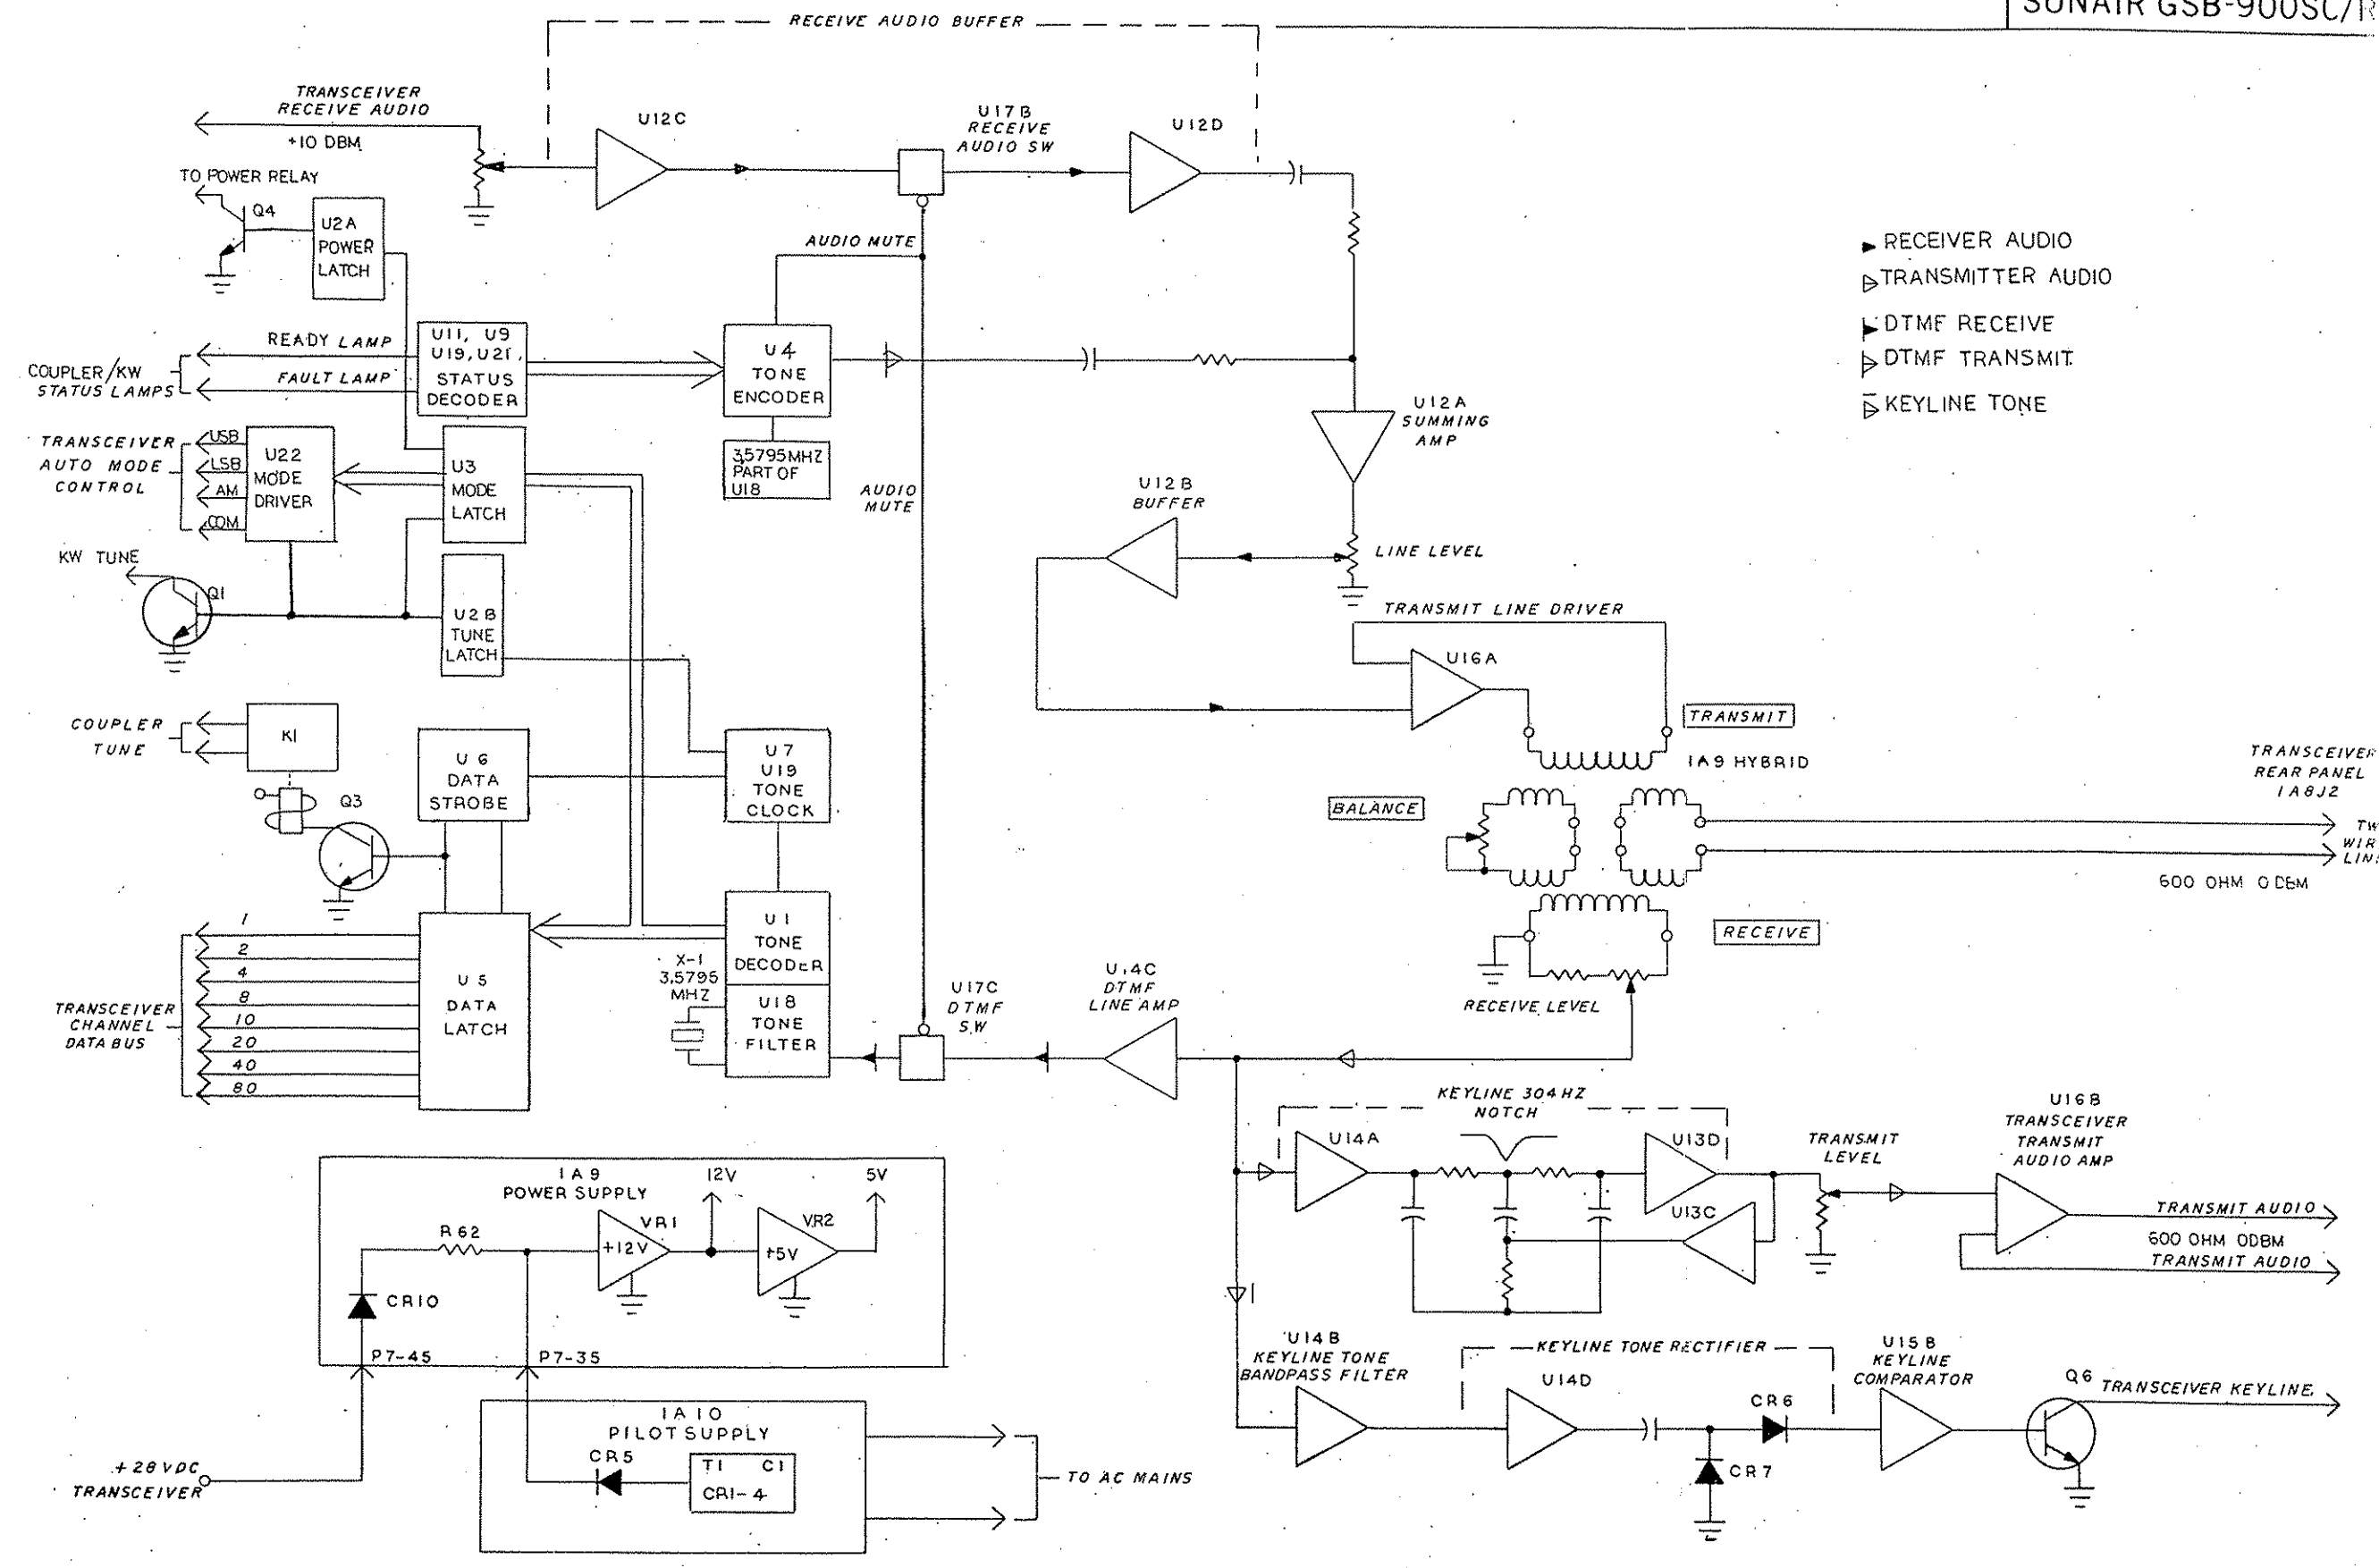 SUNAIR GSB-900SC/R
RECEIVE AUDIO BUFFER
TRANSCEIVER
RECEIVE AUDIO
+10 DBM
U12C
U17B
RECEIVE
AUDIO SW
U12D
TO POWER RELAY
Q4
U2A
POWER
LATCH
AUDIO MUTE
RECEIVER AUDIO
TRANSMITTER AUDIO
DTMF RECEIVE
DTMF TRANSMIT
KEYLINE TONE
READY LAMP
FAULT LAMP
COUPLER/KW
STATUS LAMPS
U11, U9
U19, U21,
STATUS
DECODER
U4
TONE
ENCODER
3.5795MHZ
PART OF
U18
U12A
SUMMING
AMP
TRANSCEIVER
AUTO MODE
CONTROL
USB
LSB
AM
COM
U22
MODE
DRIVER
U3
MODE
LATCH
AUDIO
MUTE
U12B
BUFFER
LINE LEVEL
KW TUNE
Q1
U2B
TUNE
LATCH
TRANSMIT LINE DRIVER
U16A
TRANSMIT
1A9 HYBRID
COUPLER
TUNE
K1
Q3
U6
DATA
STROBE
U7
U19
TONE
CLOCK
BALANCE
TRANSCEIVER
REAR PANEL
1A8J2
TW
WIR
LIN
600 OHM 0 DBM
RECEIVE
RECEIVE LEVEL
TRANSCEIVER
CHANNEL
DATA BUS
1
2
4
8
10
20
40
80
U5
DATA
LATCH
X-1
3.5795
MHZ
U1
TONE
DECODER
U18
TONE
FILTER
U17C
DTMF
SW
U14C
DTMF
LINE AMP
KEYLINE 304HZ
NOTCH
U14A
U13D
U13C
TRANSMIT
LEVEL
U16B
TRANSCEIVER
TRANSMIT
AUDIO AMP
TRANSMIT AUDIO
600 OHM 0DBM
TRANSMIT AUDIO
1A9
POWER SUPPLY
12V
5V
R62
VR1
+12V
VR2
+5V
CR10
P7-45
P7-35
1A10
PILOT SUPPLY
CR5
T1 C1
CR1-4
TO AC MAINS
+28VDC
TRANSCEIVER
U14B
KEYLINE TONE
BANDPASS FILTER
KEYLINE TONE RECTIFIER
U14D
CR6
CR7
U15B
KEYLINE
COMPARATOR
Q6
TRANSCEIVER KEYLINE